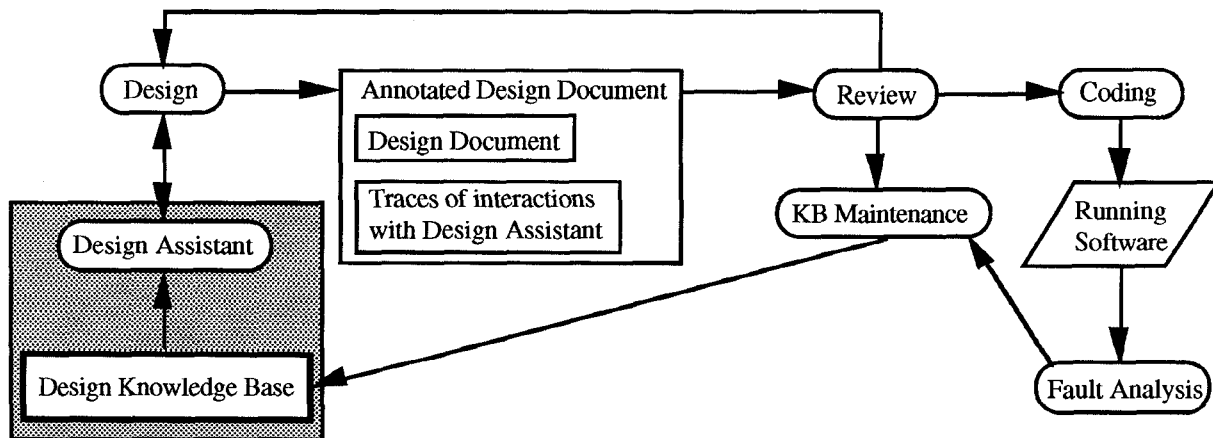 Design
Annotated Design Document
Design Document
Traces of interactions
with Design Assistant
Review
Coding
KB Maintenance
Running
Software
Design Assistant
Design Knowledge Base
Fault Analysis